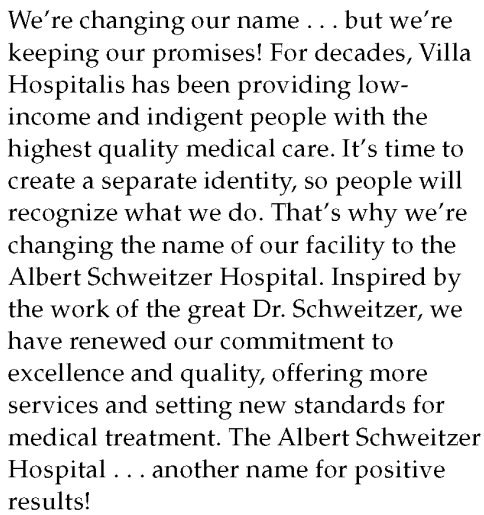 We’re changing our name . . . but we’re
keeping our promises! For decades, Villa
Hospitalis has been providing low-
income and indigent people with the
highest quality medical care. It’s time to
create a separate identity, so people will
recognize what we do. That’s why we’re
changing the name of our facility to the
Albert Schweitzer Hospital. Inspired by
the work of the great Dr. Schweitzer, we
have renewed our commitment to
excellence and quality, offering more
services and setting new standards for
medical treatment. The Albert Schweitzer
Hospital . . . another name for positive
results!